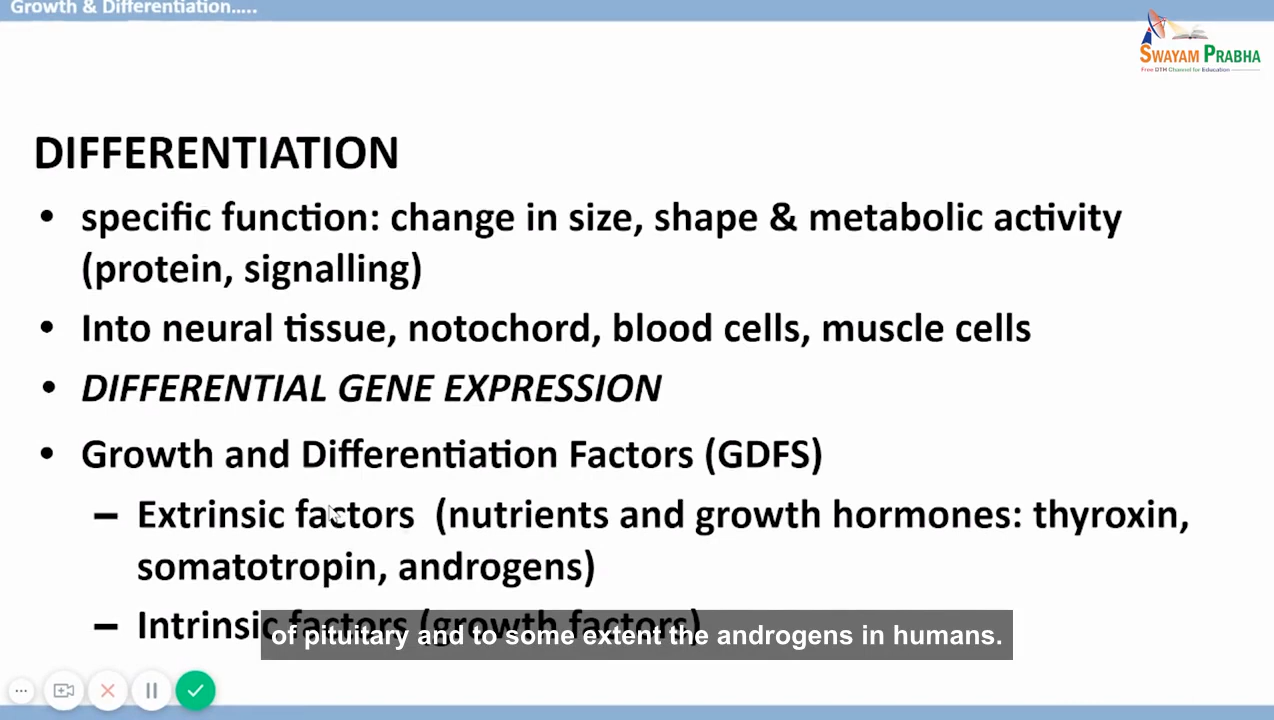 Growth & Differentiation…..
SWAYAM PRABHA
Free DTH Channel for Education
DIFFERENTIATION
• specific function: change in size, shape & metabolic activity
(protein, signalling)
• Into neural tissue, notochord, blood cells, muscle cells
• DIFFERENTIAL GENE EXPRESSION
• Growth and Differentiation Factors (GDFS)
– Extrinsic factors (nutrients and growth hormones: thyroxin,
somatotropin, androgens)
– Intrinsic factors (growth factors)
of pituitary and to some extent the androgens in humans.